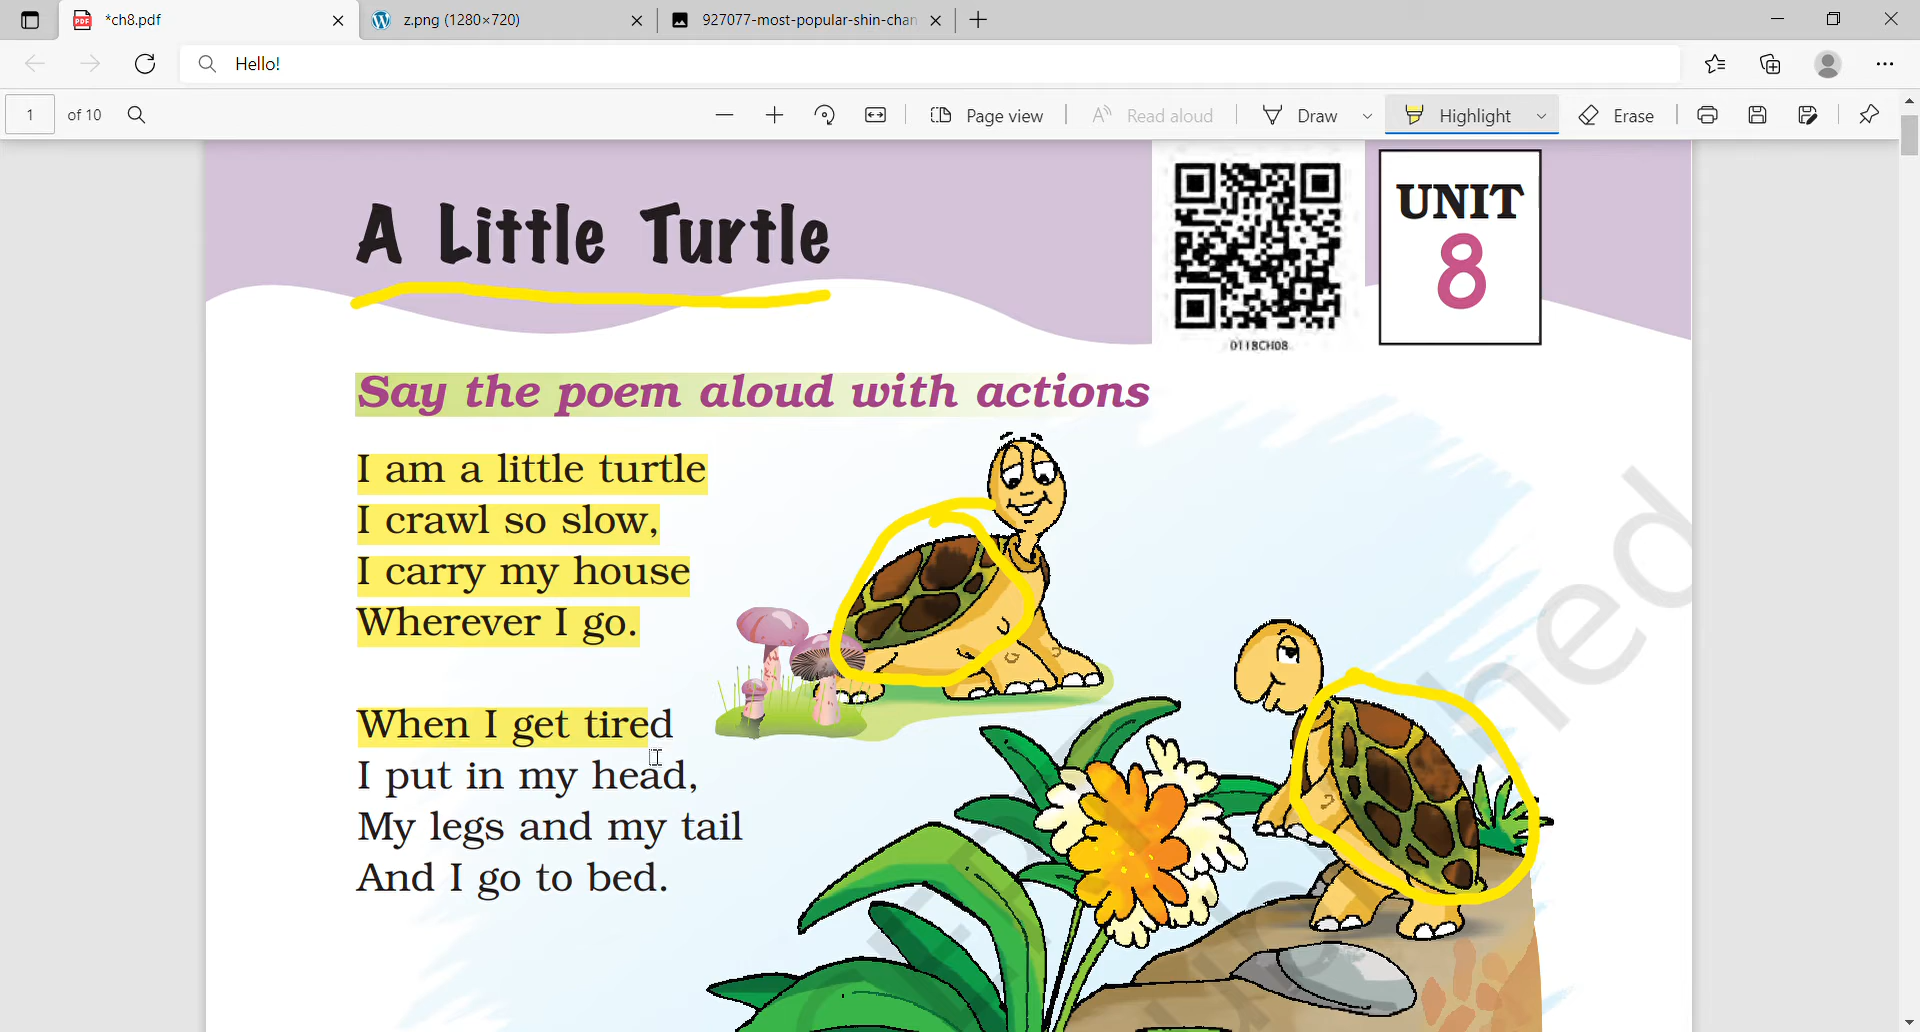 *ch8.pdf
z.png (1280×720)
927077-most-popular-shin-chan
Hello!
1 of 10
Page view
Read aloud
Draw
Highlight
Erase
A Little Turtle
UNIT
8
0118CH08
Say the poem aloud with actions
I am a little turtle
I crawl so slow,
I carry my house
Wherever I go.
When I get tired
I put in my head,
My legs and my tail
And I go to bed.